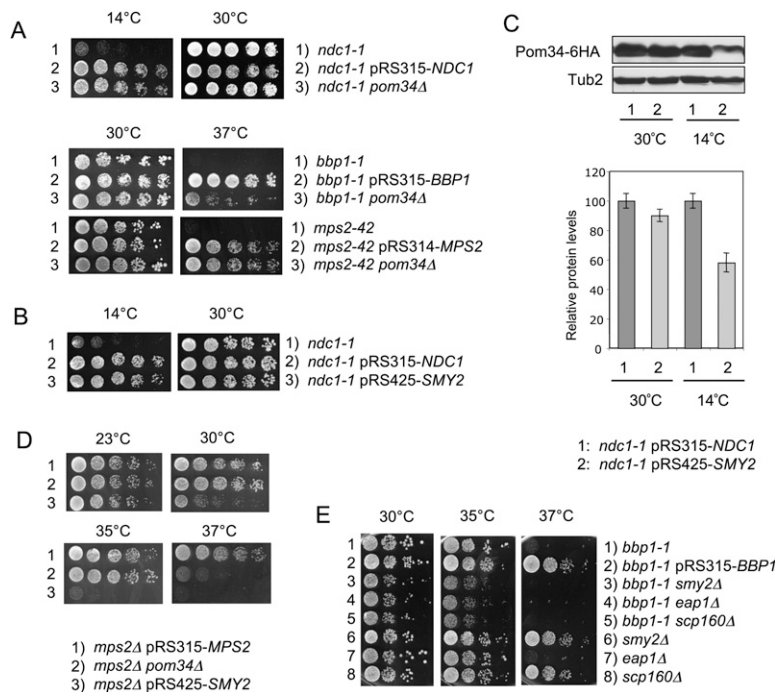 A
14°C 30°C
1 1) ndc1-1
2 2) ndc1-1 pRS315-NDC1
3 3) ndc1-1 pom34Δ
30°C 37°C
1 1) bbp1-1
2 2) bbp1-1 pRS315-BBP1
3 3) bbp1-1 pom34Δ
1 1) mps2-42
2 2) mps2-42 pRS314-MPS2
3 3) mps2-42 pom34Δ
B
14°C 30°C
1 1) ndc1-1
2 2) ndc1-1 pRS315-NDC1
3 3) ndc1-1 pRS425-SMY2
C
Pom34-6HA
Tub2
1 2 1 2
30°C 14°C
Relative protein levels
120
100
80
60
40
20
0
1 2 1 2
30°C 14°C
1: ndc1-1 pRS315-NDC1
2: ndc1-1 pRS425-SMY2
D
23°C 30°C
1
2
3
35°C 37°C
1
2
3
1) mps2Δ pRS315-MPS2
2) mps2Δ pom34Δ
3) mps2Δ pRS425-SMY2
E
30°C 35°C 37°C
1 1) bbp1-1
2 2) bbp1-1 pRS315-BBP1
3 3) bbp1-1 smy2Δ
4 4) bbp1-1 eap1Δ
5 5) bbp1-1 scp160Δ
6 6) smy2Δ
7 7) eap1Δ
8 8) scp160Δ